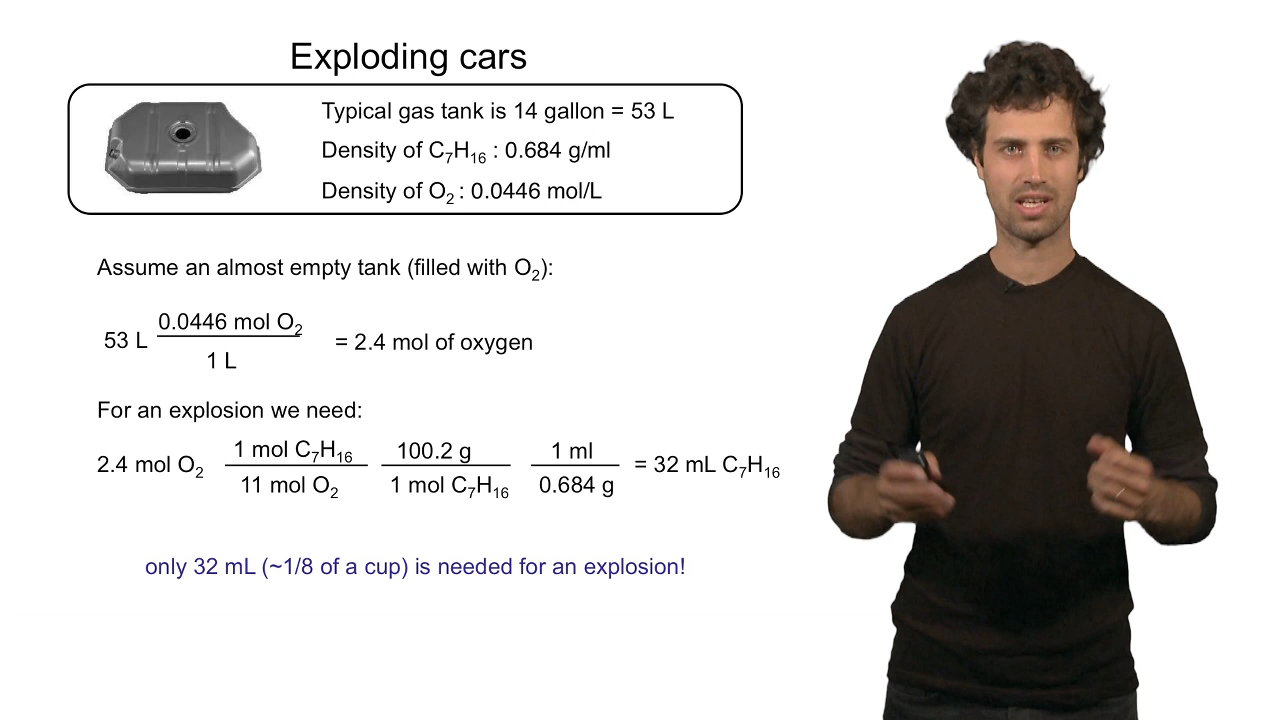 Exploding cars
Typical gas tank is 14 gallon = 53 L
Density of C₇H₁₆ : 0.684 g/ml
Density of O₂ : 0.0446 mol/L
Assume an almost empty tank (filled with O₂):
0.0446 mol O₂
53 L
= 2.4 mol of oxygen
1 L
For an explosion we need:
1 mol C₇H₁₆ 100.2 g 1 ml
2.4 mol O₂ = 32 mL C₇H₁₆
11 mol O₂ 1 mol C₇H₁₆ 0.684 g
only 32 mL (~1/8 of a cup) is needed for an explosion!